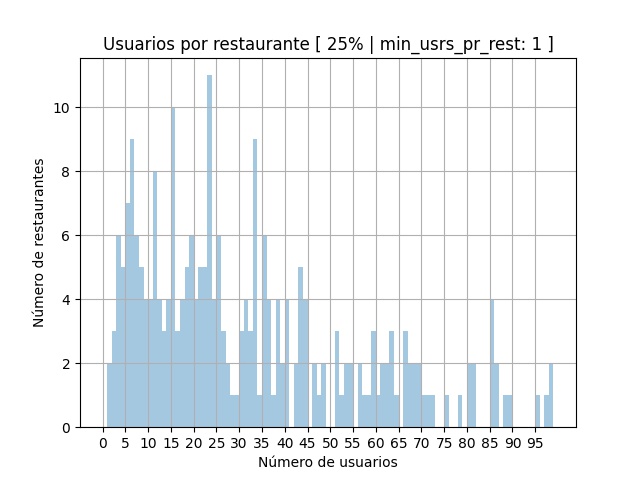 Usuarios por restaurante [ 25% | min_usrs_pr_rest: 1 ]
Número de restaurantes
10
8
6
4
2
0
0 5 10 15 20 25 30 35 40 45 50 55 60 65 70 75 80 85 90 95
Número de usuarios